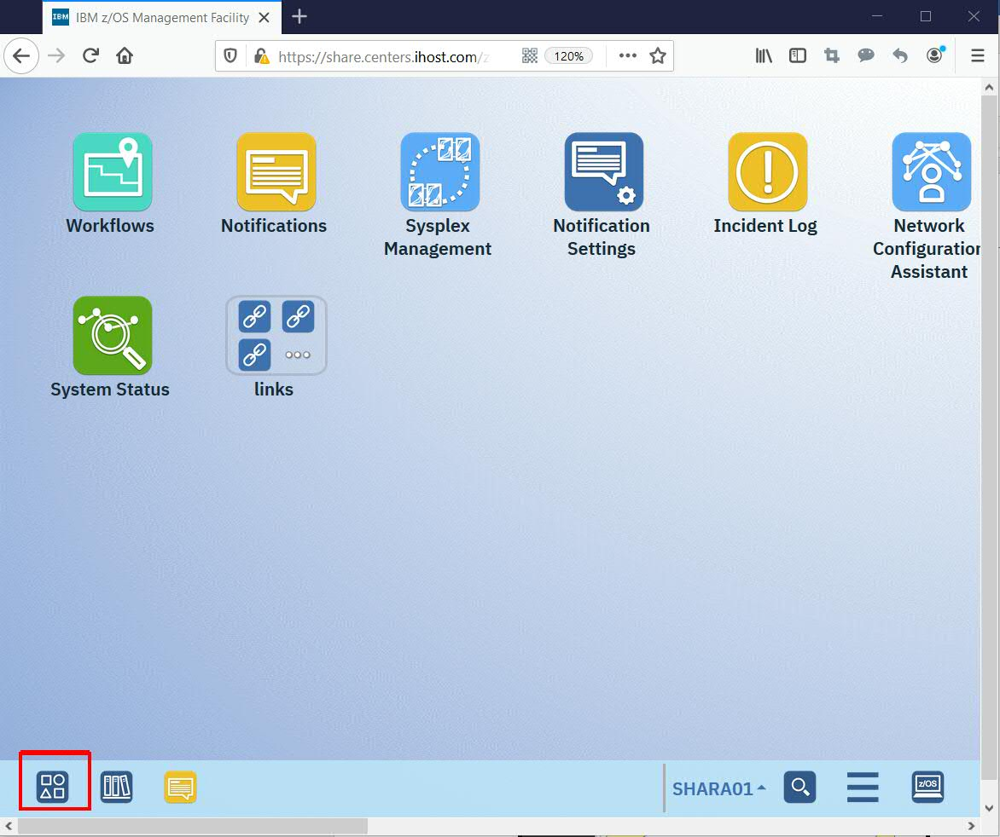 IBM IBM z/OS Management Facility
https://share.centers.ihost.com/z
120%
Workflows
Notifications
Sysplex
Management
Notification
Settings
Incident Log
Network
Configuration
Assistant
System Status
links
SHARA01
z/OS